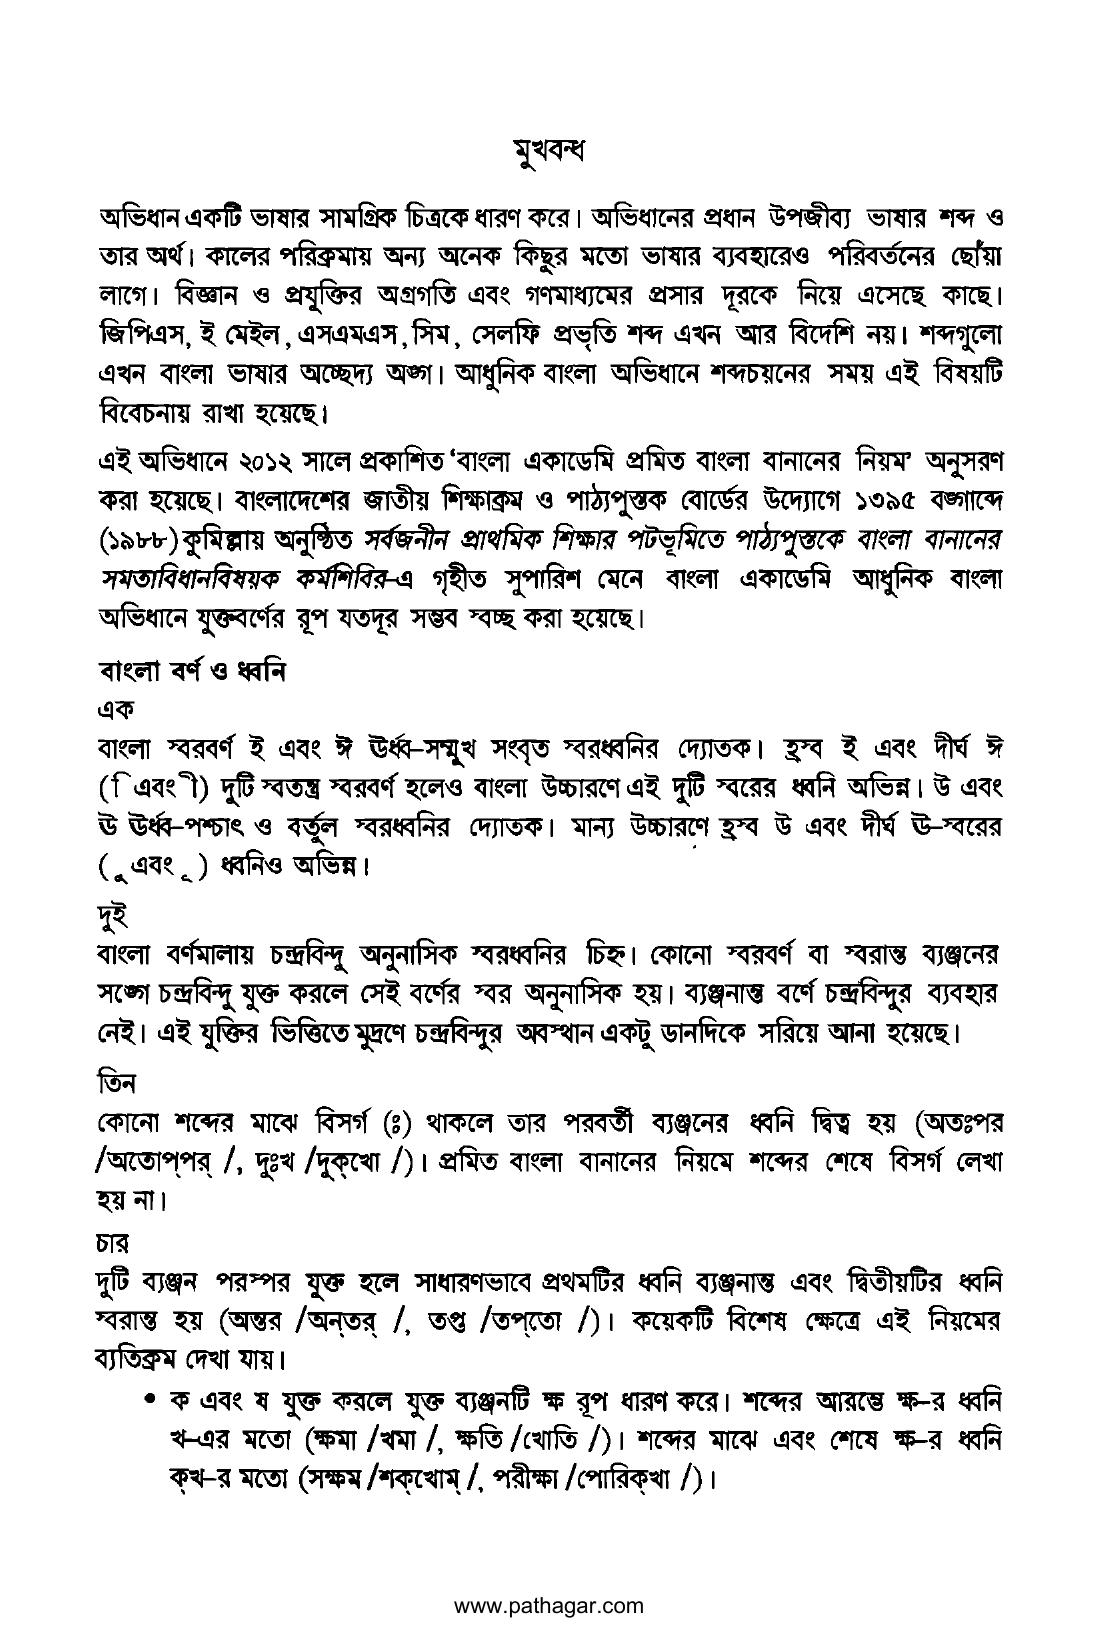 মুখবন্ধ
অভিধান একটি ভাষার সামগ্রিক চিত্রকে ধারণ করে। অভিধানের প্রধান উপজীব্য ভাষার শব্দ ও
তার অর্থ। কালের পরিক্রমায় অন্য অনেক কিছুর মতো ভাষার ব্যবহারেও পরিবর্তনের ছোঁয়া
লাগে। বিজ্ঞান ও প্রযুক্তির অগ্রগতি এবং গণমাধ্যমের প্রসার দূরকে নিয়ে এসেছে কাছে।
জিপিএস, ই মেইল, এসএমএস, সিম, সেলফি প্রভৃতি শব্দ এখন আর বিদেশি নয়। শব্দগুলো
এখন বাংলা ভাষার অচ্ছেদ্য অঙ্গ। আধুনিক বাংলা অভিধানে শব্দচয়নের সময় এই বিষয়টি
বিবেচনায় রাখা হয়েছে।
এই অভিধানে ২০১২ সালে প্রকাশিত ‘বাংলা একাডেমি প্রমিত বাংলা বানানের নিয়ম’ অনুসরণ
করা হয়েছে। বাংলাদেশের জাতীয় শিক্ষাক্রম ও পাঠ্যপুস্তক বোর্ডের উদ্যোগে ১৩৯৫ বঙ্গাব্দে
(১৯৮৮) কুমিল্লায় অনুষ্ঠিত সর্বজনীন প্রাথমিক শিক্ষার পটভূমিতে পাঠ্যপুস্তকে বাংলা বানানের
সমতাবিধানবিষয়ক কর্মশিবির-এ গৃহীত সুপারিশ মেনে বাংলা একাডেমি আধুনিক বাংলা
অভিধানে যুক্তবর্ণের রূপ যতদূর সম্ভব স্বচ্ছ করা হয়েছে।
বাংলা বর্ণ ও ধ্বনি
এক
বাংলা স্বরবর্ণ ই এবং ঈ ঊর্ধ্ব-সম্মুখ সংবৃত স্বরধ্বনির দ্যোতক। হ্রস্ব ই এবং দীর্ঘ ঈ
(ি এবং ী) দুটি স্বতন্ত্র স্বরবর্ণ হলেও বাংলা উচ্চারণে এই দুটি স্বরের ধ্বনি অভিন্ন। উ এবং
ঊ ঊর্ধ্ব-পশ্চাৎ ও বর্তুল স্বরধ্বনির দ্যোতক। মান্য উচ্চারণে হ্রস্ব উ এবং দীর্ঘ ঊ-স্বরের
( ু এবং ূ ) ধ্বনিও অভিন্ন।
দুই
বাংলা বর্ণমালায় চন্দ্রবিন্দু অনুনাসিক স্বরধ্বনির চিহ্ন। কোনো স্বরবর্ণ বা স্বরান্ত ব্যঞ্জনের
সঙ্গে চন্দ্রবিন্দু যুক্ত করলে সেই বর্ণের স্বর অনুনাসিক হয়। ব্যঞ্জনান্ত বর্ণে চন্দ্রবিন্দুর ব্যবহার
নেই। এই যুক্তির ভিত্তিতে মুদ্রণে চন্দ্রবিন্দুর অবস্থান একটু ডানদিকে সরিয়ে আনা হয়েছে।
তিন
কোনো শব্দের মাঝে বিসর্গ (ঃ) থাকলে তার পরবর্তী ব্যঞ্জনের ধ্বনি দ্বিত্ব হয় (অতঃপর
/অতোপ্‌পর্‌ /, দুঃখ /দুক্‌খো /)। প্রমিত বাংলা বানানের নিয়মে শব্দের শেষে বিসর্গ লেখা
হয় না।
চার
দুটি ব্যঞ্জন পরস্পর যুক্ত হলে সাধারণভাবে প্রথমটির ধ্বনি ব্যঞ্জনান্ত এবং দ্বিতীয়টির ধ্বনি
স্বরান্ত হয় (অন্তর /অন্‌তর্‌ /, তপ্ত /তপ্‌তো /)। কয়েকটি বিশেষ ক্ষেত্রে এই নিয়মের
ব্যতিক্রম দেখা যায়।
• ক এবং ষ যুক্ত করলে যুক্ত ব্যঞ্জনটি ক্ষ রূপ ধারণ করে। শব্দের আরম্ভে ক্ষ-র ধ্বনি
খ-এর মতো (ক্ষমা /খমা /, ক্ষতি /খোতি /)। শব্দের মাঝে এবং শেষে ক্ষ-র ধ্বনি
ক্‌খ-র মতো (সক্ষম /শক্‌খোম্‌ /, পরীক্ষা /পোরিক্‌খা /)।
www.pathagar.com